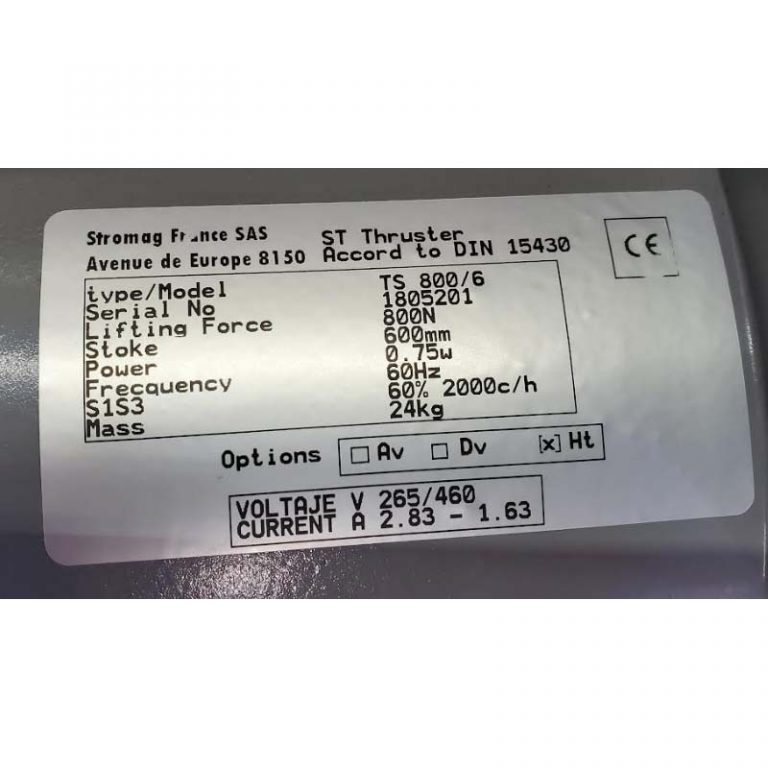 Stromag France SAS
Avenue de Europe 8150
ST Thruster
Accord to DIN 15430
CE
type/Model TS 800/6
Serial No 1805201
Lifting Force 800N
Stoke 600mm
Power 0.75w
Frecquency 60Hz
S1S3 60% 2000c/h
Mass 24kg
Options □ Av □ Dv [x] Ht
VOLTAJE V 265/460
CURRENT A 2.83 - 1.63